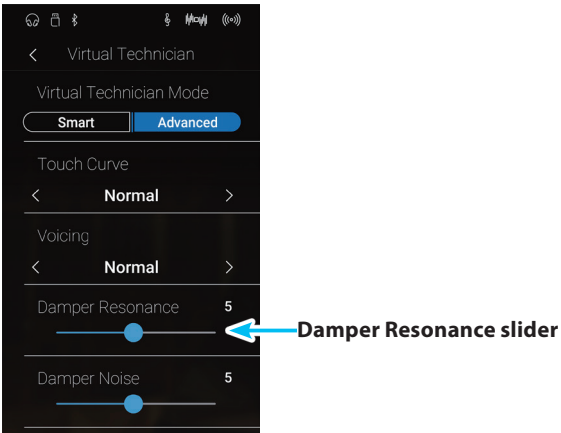 Virtual Technician
Virtual Technician Mode
Smart Advanced
Touch Curve
Normal
Voicing
Normal
Damper Resonance 5
Damper Resonance slider
Damper Noise 5